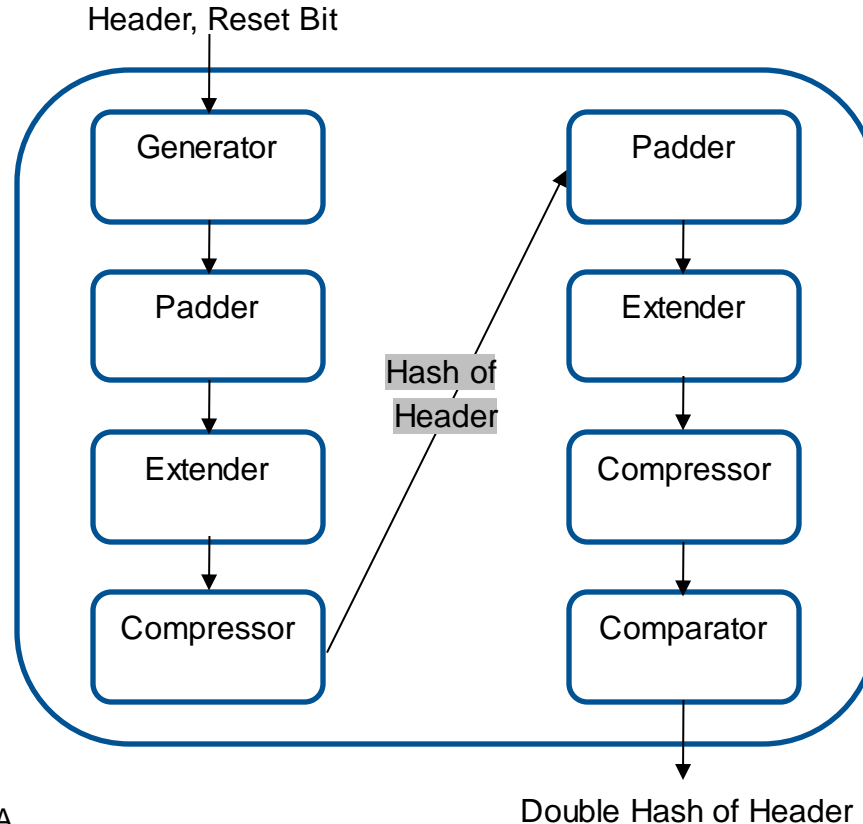 Header, Reset Bit
Generator
Padder
Extender
Compressor
Hash of
Header
Padder
Extender
Compressor
Comparator
Double Hash of Header
A